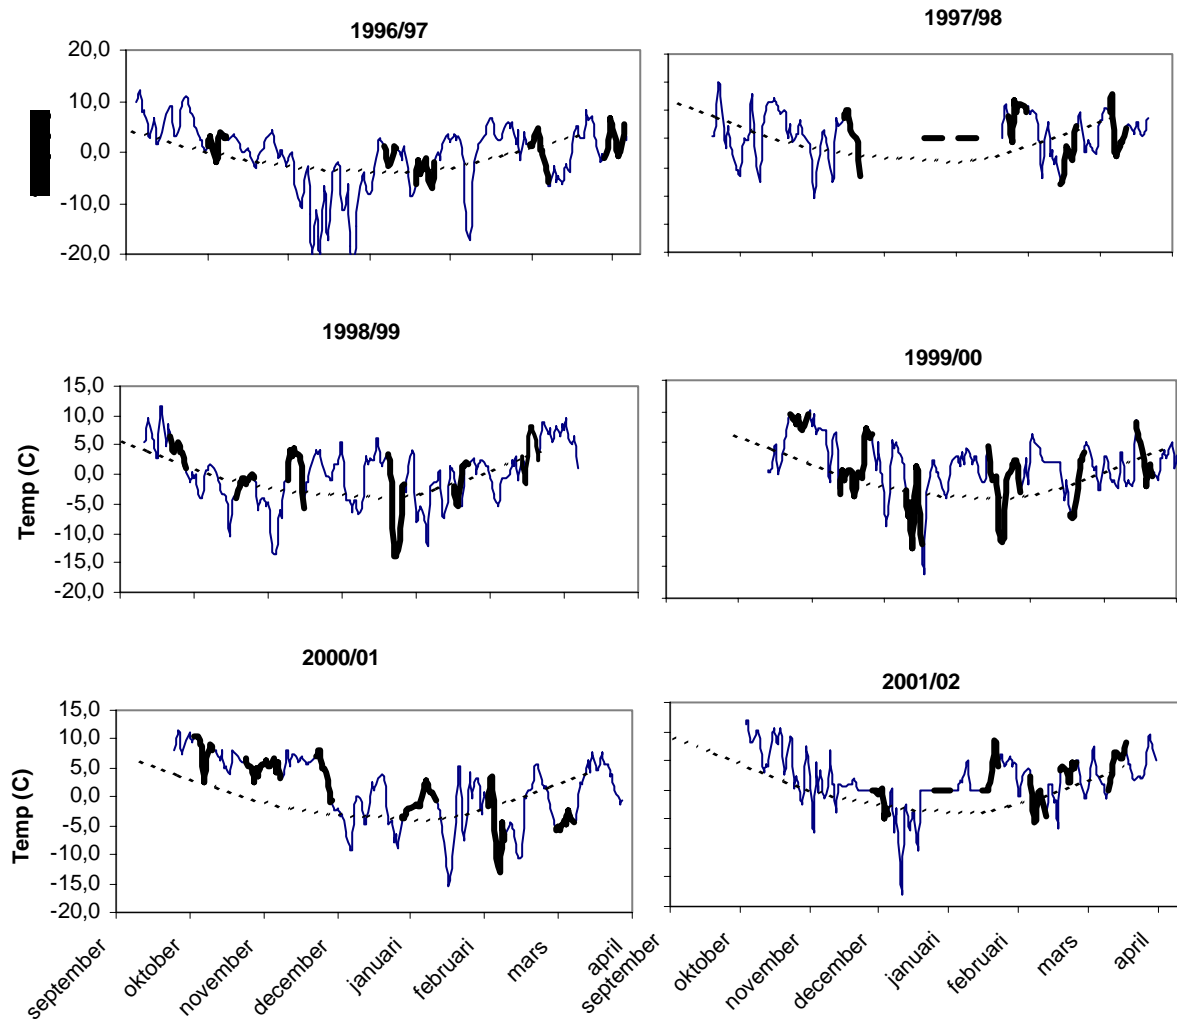 1996/97
1997/98
20,0
10,0
0,0
-10,0
-20,0
1998/99
1999/00
Temp (C)
15,0
10,0
5,0
0,0
-5,0
-10,0
-15,0
-20,0
2000/01
2001/02
Temp (C)
15,0
10,0
5,0
0,0
-5,0
-10,0
-15,0
-20,0
september
oktober
november
december
januari
februari
mars
april
september
oktober
november
december
januari
februari
mars
april